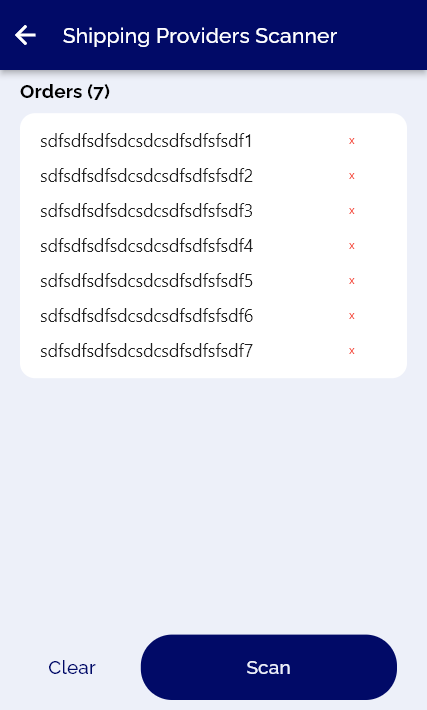 Shipping Providers Scanner
Orders (7)
sdfsdfsdfsdcsdcsdfsdfsfsdf1 x
sdfsdfsdfsdcsdcsdfsdfsfsdf2 x
sdfsdfsdfsdcsdcsdfsdfsfsdf3 x
sdfsdfsdfsdcsdcsdfsdfsfsdf4 x
sdfsdfsdfsdcsdcsdfsdfsfsdf5 x
sdfsdfsdfsdcsdcsdfsdfsfsdf6 x
sdfsdfsdfsdcsdcsdfsdfsfsdf7 x
Clear Scan